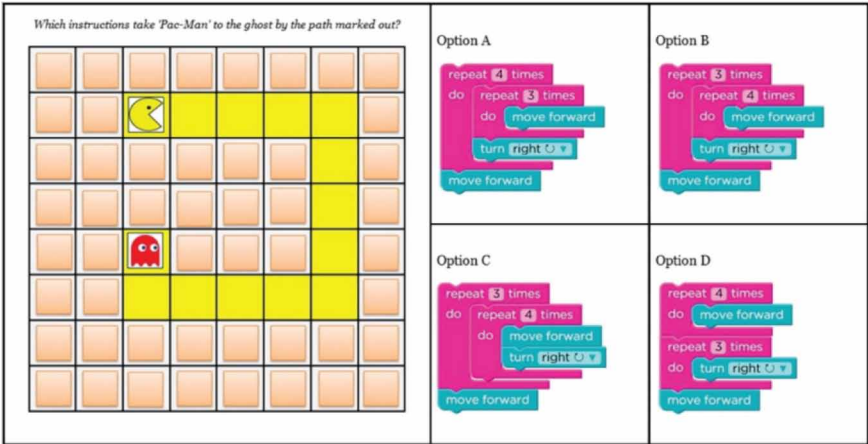 Which instructions take 'Pac-Man' to the ghost by the path marked out?
Option A
repeat 4 times
do repeat 3 times
do move forward
turn right
move forward
Option B
repeat 3 times
do repeat 4 times
do move forward
turn right
move forward
Option C
repeat 3 times
do repeat 4 times
do move forward
turn right
move forward
Option D
repeat 4 times
do move forward
repeat 3 times
do turn right
move forward